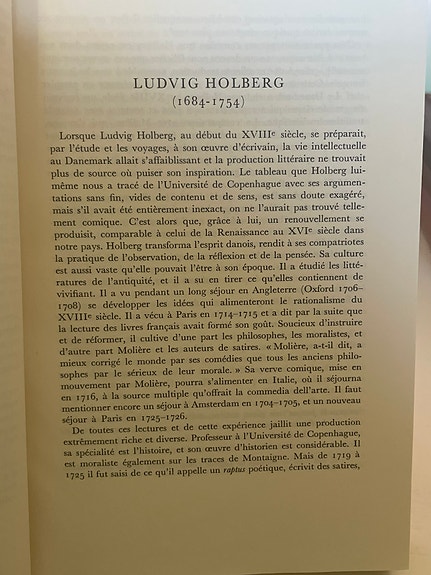 LUDVIG HOLBERG
(1684-1754)
Lorsque Ludvig Holberg, au début du XVIIIe siècle, se préparait,
par l'étude et les voyages, à son œuvre d'écrivain, la vie intellectuelle
au Danemark allait s'affaiblissant et la production littéraire ne trouvait
plus de source où puiser son inspiration. Le tableau que Holberg lui-
même nous a tracé de l'Université de Copenhague avec ses argumen-
tations sans fin, vides de contenu et de sens, est sans doute exagéré,
mais s'il avait été entièrement inexact, on ne l'aurait pas trouvé telle-
ment comique. C'est alors que, grâce à lui, un renouvellement se
produisit, comparable à celui de la Renaissance au XVIe siècle dans
notre pays. Holberg transforma l'esprit danois, rendit à ses compatriotes
la pratique de l'observation, de la réflexion et de la pensée. Sa culture
est aussi vaste qu'elle pouvait l'être à son époque. Il a étudié les litté-
ratures de l'antiquité, et il a su en tirer ce qu'elles contiennent de
vivifiant. Il a vu pendant un long séjour en Angleterre (Oxford 1706–
1708) se développer les idées qui alimenteront le rationalisme du
XVIIIe siècle. Il a vécu à Paris en 1714–1715 et a dit par la suite que
la lecture des livres français avait formé son goût. Soucieux d'instruire
et de réformer, il cultive d'une part les philosophes, les moralistes, et
d'autre part Molière et les auteurs de satires. « Molière, a-t-il dit, a
mieux corrigé le monde par ses comédies que tous les anciens philo-
sophes par le sérieux de leur morale. » Sa verve comique, mise en
mouvement par Molière, pourra s'alimenter en Italie, où il séjourna
en 1716, à la source multiple qu'offrait la commedia dell'arte. Il faut
mentionner encore un séjour à Amsterdam en 1704–1705, et un nouveau
séjour à Paris en 1725–1726.
De toutes ces lectures et de cette expérience jaillit une production
extrêmement riche et diverse. Professeur à l'Université de Copenhague,
sa spécialité est l'histoire, et son œuvre d'historien est considérable. Il
est moraliste également sur les traces de Montaigne. Mais de 1719 à
1725 il fut saisi de ce qu'il appelle un raptus poétique, écrivit des satires,